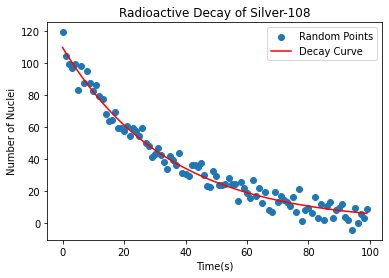 Radioactive Decay of Silver-108
Random Points
Decay Curve
Number of Nuclei
120
100
80
60
40
20
0
0
20
40
60
80
100
Time(s)